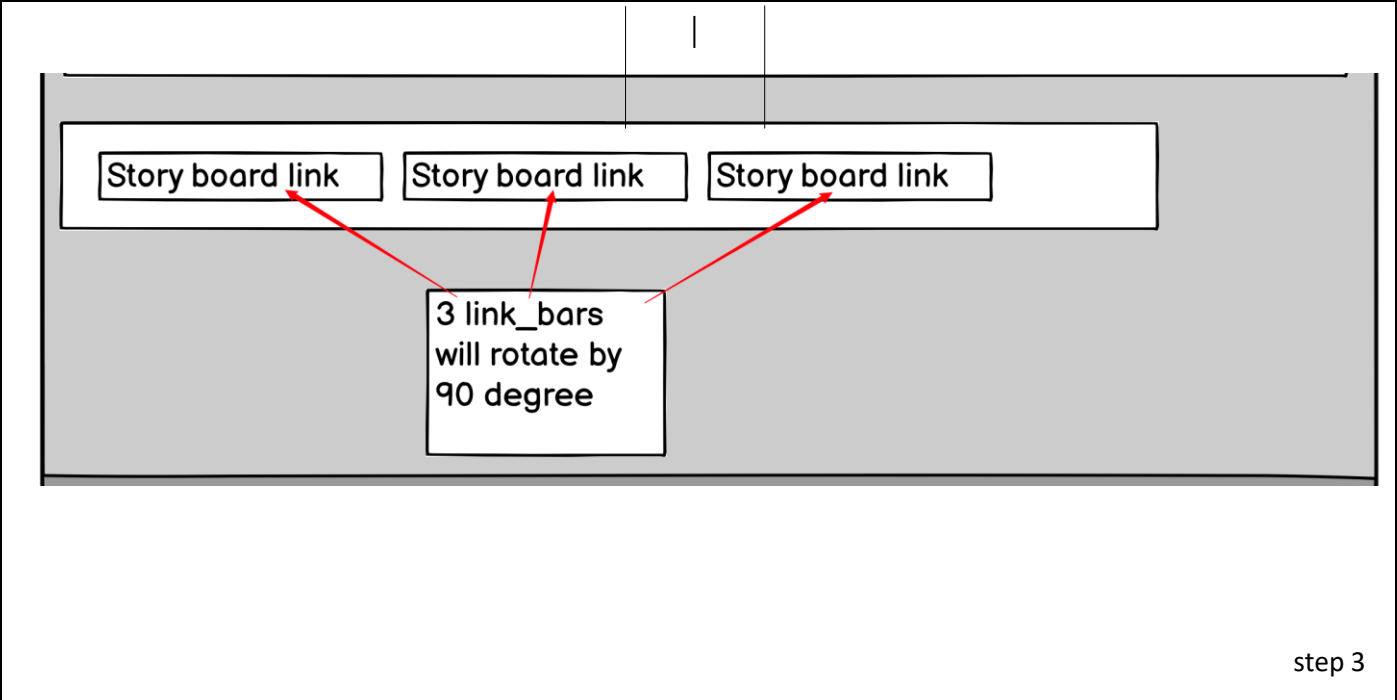 Story board link
Story board link
Story board link
3 link_bars
will rotate by
90 degree
step 3